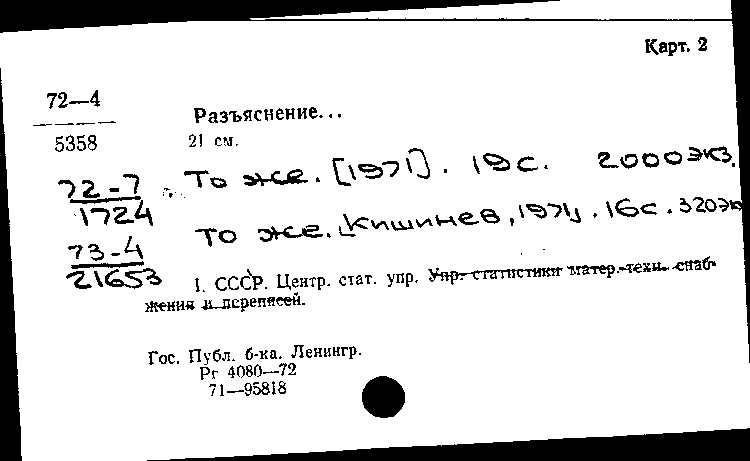 Карт. 2
72—4
5358
Разъяснение...
21 см.
72-7
1724
То же. [1971]. 19с. 2000экз.
73-4
21653
То же. [Кишинев, 1971]. 16с. 320эк
1. СССР. Центр. стат. упр. Упр. статистики матер.-техн. снаб-
жения и переписей.
Гос. Публ. б-ка. Ленингр.
Рг 4080—72
71—95818